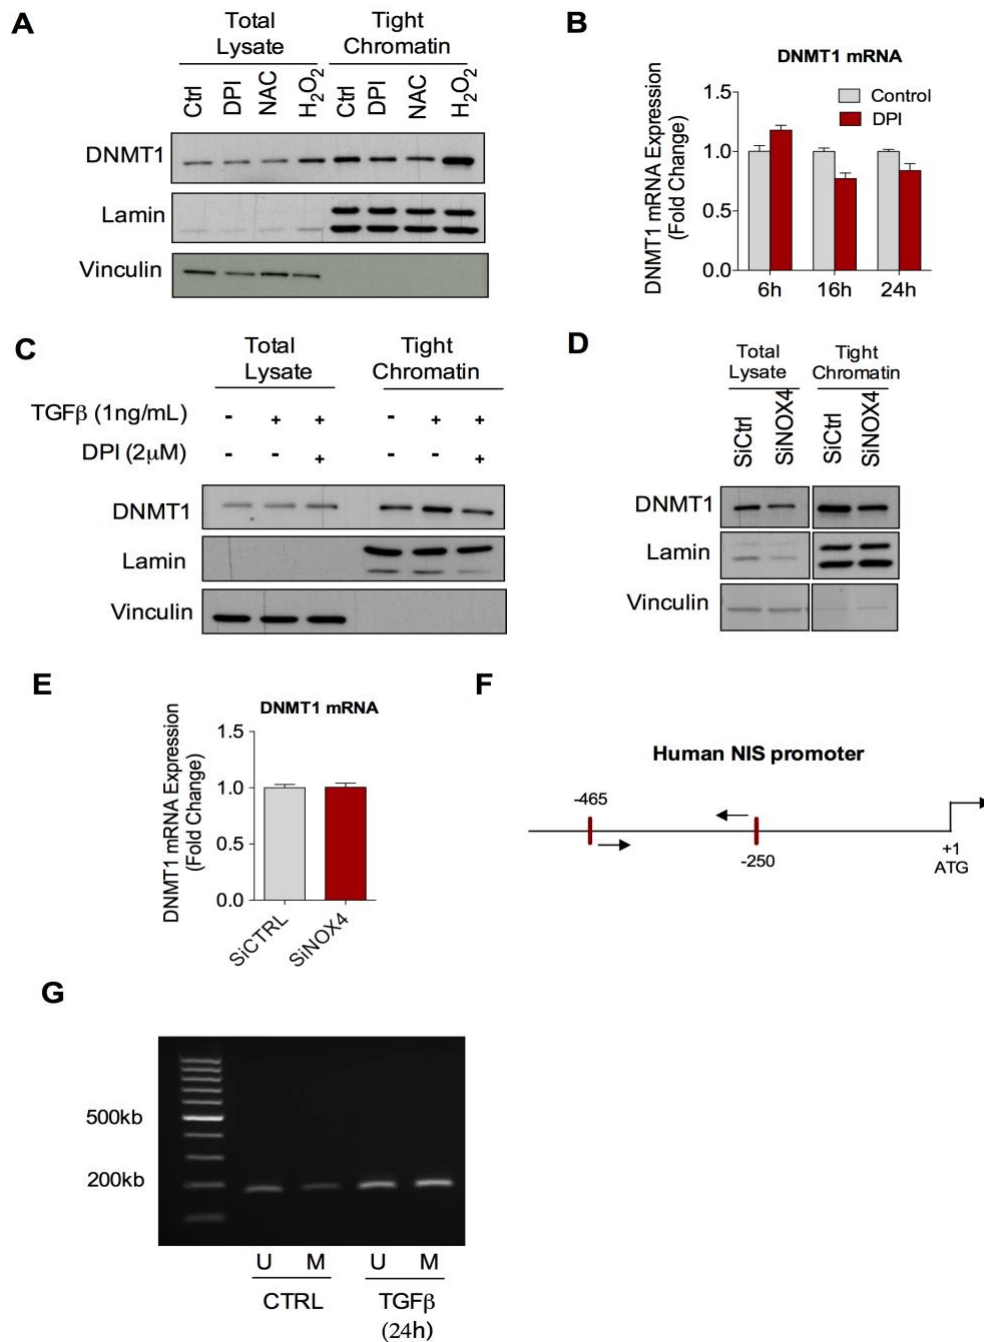 A
Total
Lysate
Tight
Chromatin
Ctrl
DPI
NAC
H2O2
Ctrl
DPI
NAC
H2O2
DNMT1
Lamin
Vinculin
B
DNMT1 mRNA
DNMT1 mRNA Expression
(Fold Change)
1.5
1.0
0.5
0.0
Control
DPI
6h
16h
24h
C
Total
Lysate
Tight
Chromatin
TGFβ (1ng/mL) - + + - + +
DPI (2μM) - - + - - +
DNMT1
Lamin
Vinculin
D
Total
Lysate
Tight
Chromatin
SiCtrl
SiNOX4
SiCtrl
SiNOX4
DNMT1
Lamin
Vinculin
E
DNMT1 mRNA
DNMT1 mRNA Expression
(Fold Change)
1.5
1.0
0.5
0.0
SiCTRL
SiNOX4
F
Human NIS promoter
-465
-250
+1
ATG
G
500kb
200kb
U M U M
CTRL TGFβ
(24h)